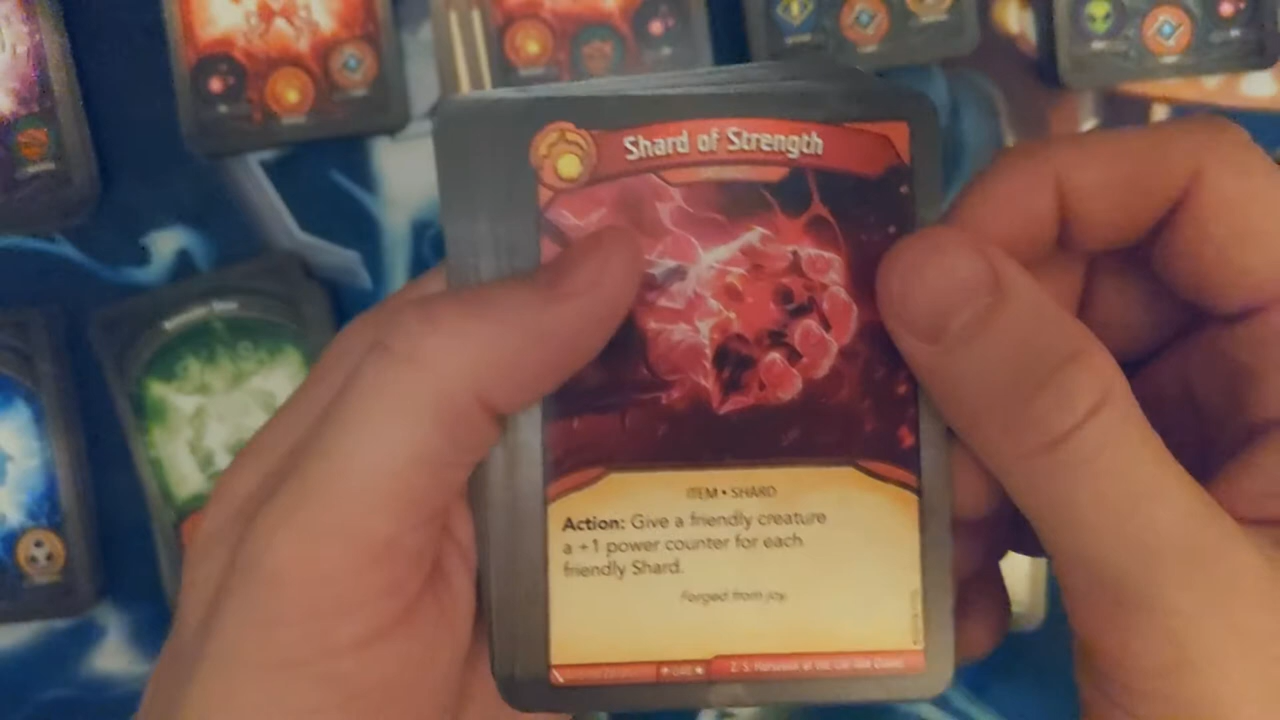 Shard of Strength
ITEM • SHARD
Action: Give a friendly creature
a +1 power counter for each
friendly Shard.
Forged from joy.